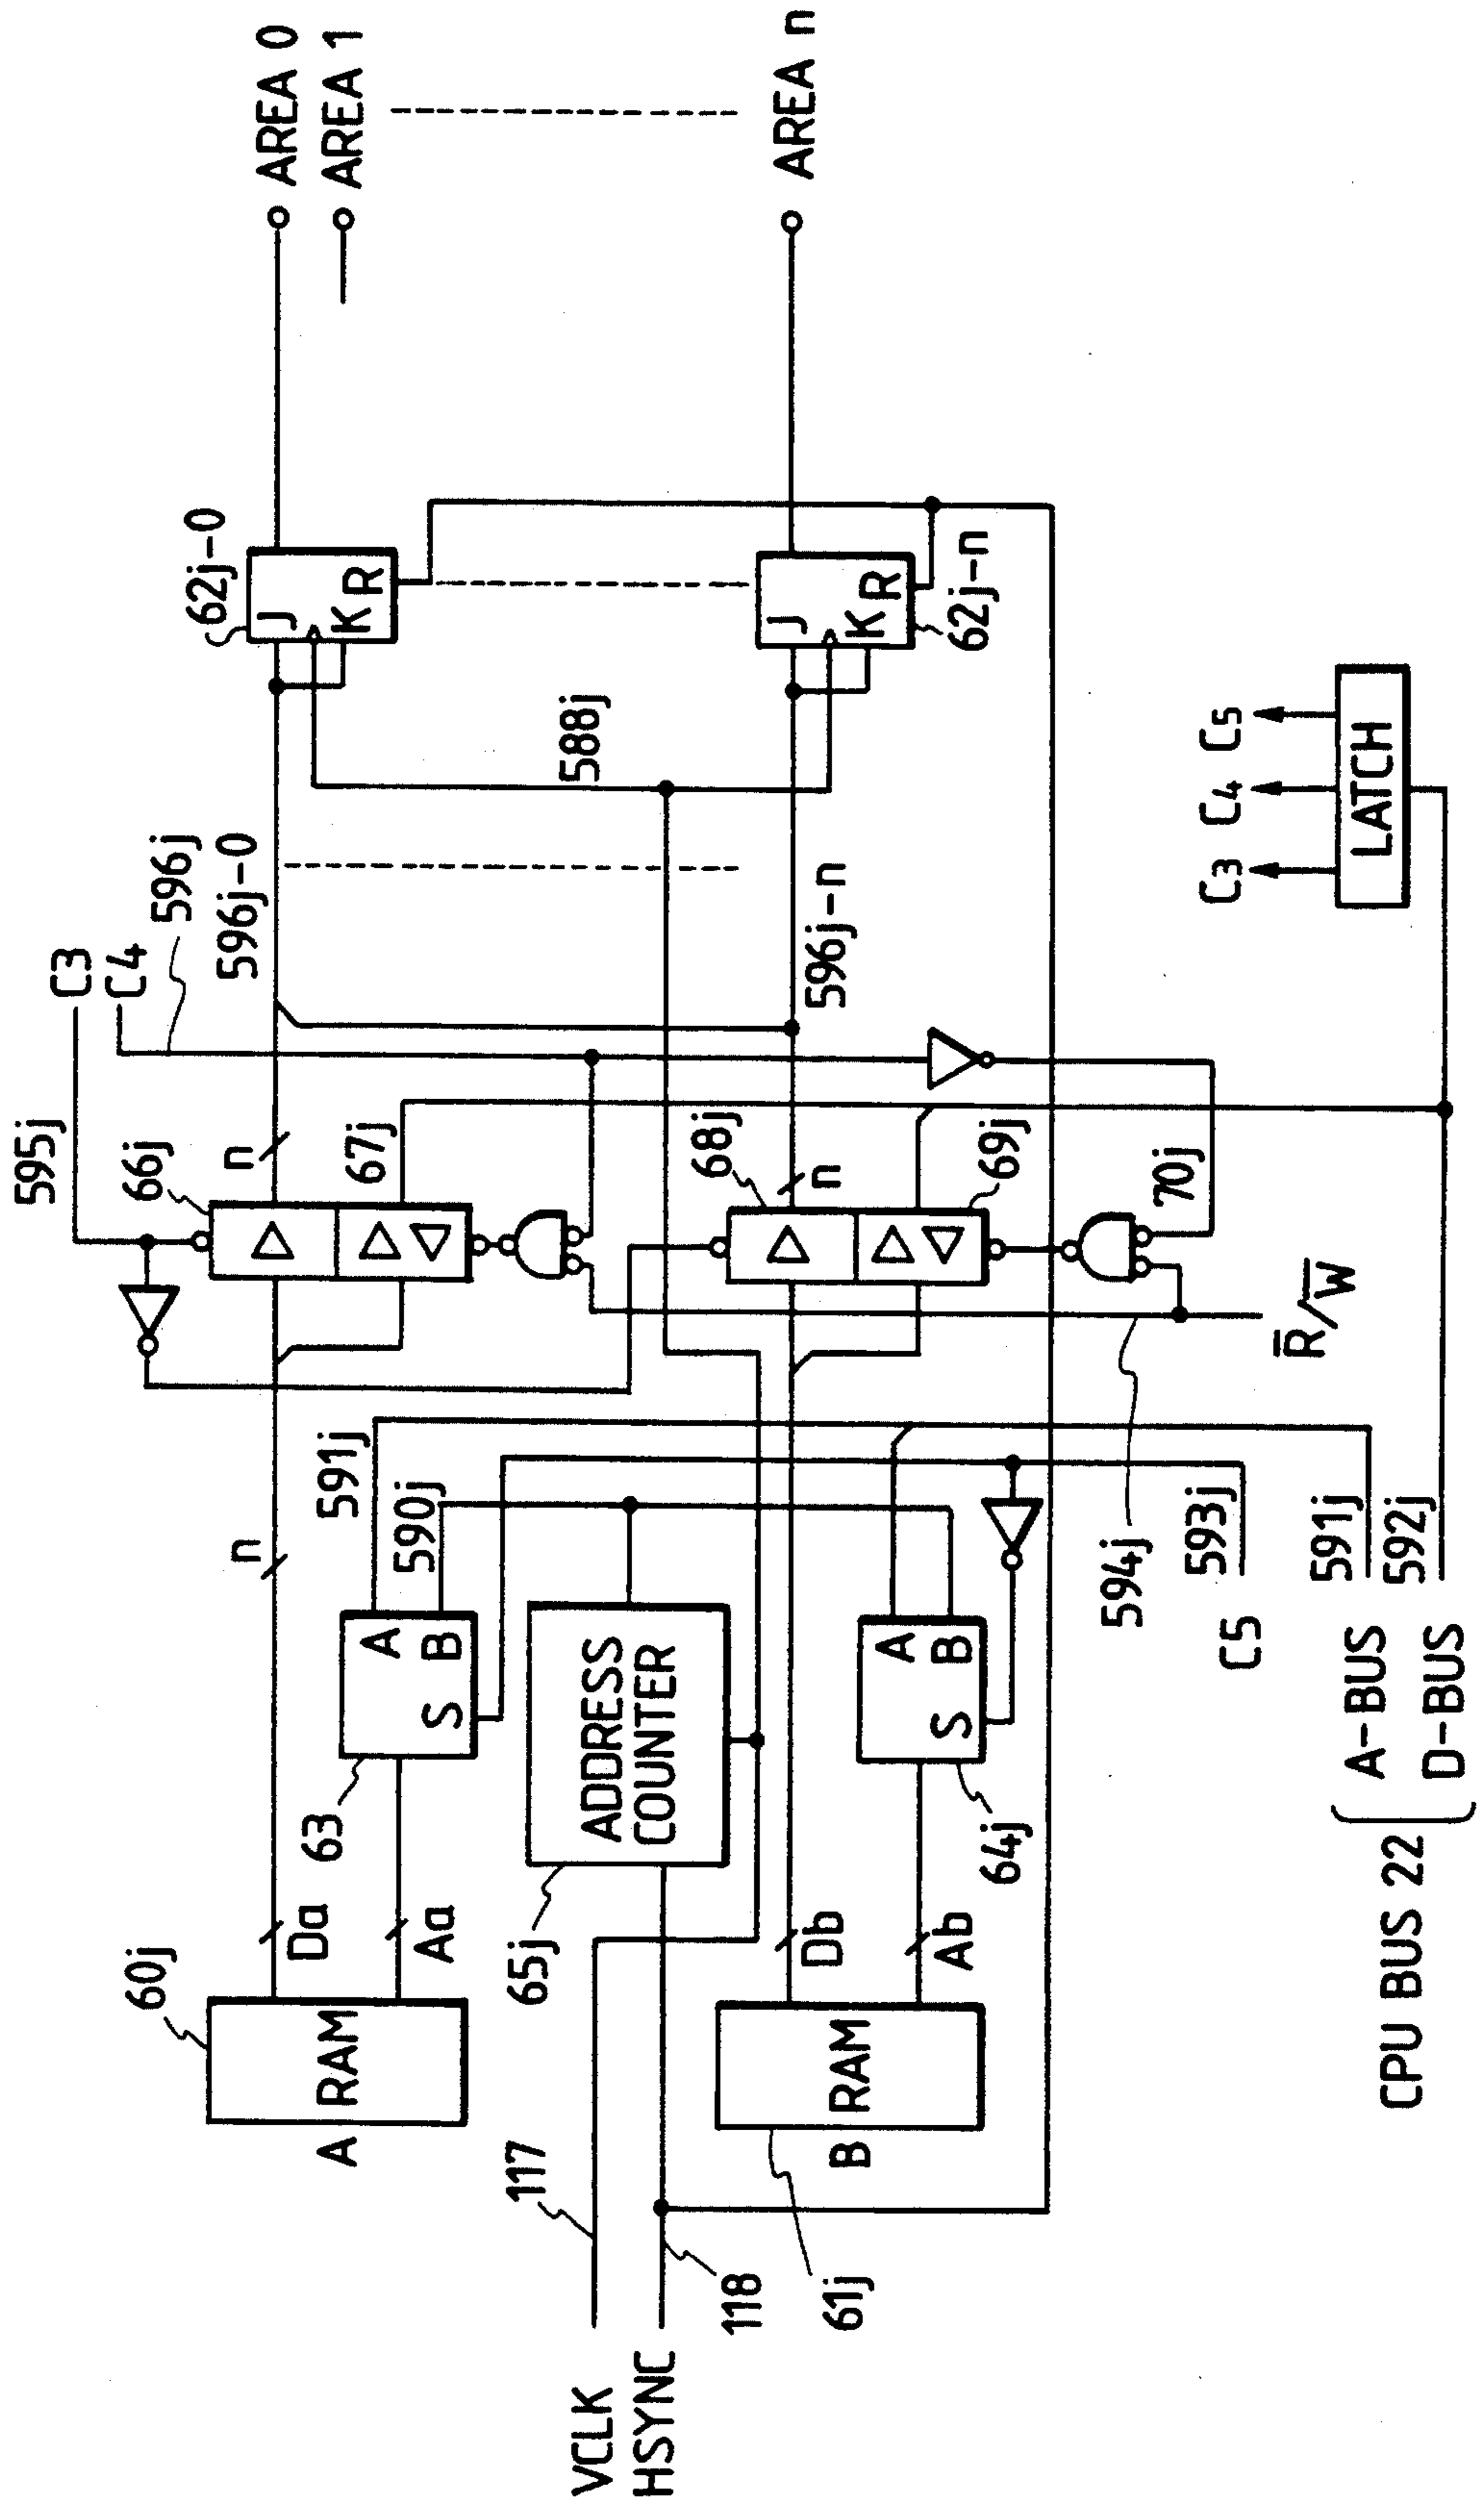 AREA 0
AREA 1
AREA n
62j-0
J
K
R
J
K
R
62j-n
588j
C3 C4 C5
LATCH
596j
596j-0
596j-n
C3
C4
595j
66j
n
67j
68j
n
69j
70j
R/W
n
591j
590j
594j
593j
591j
592j
C5
A-BUS
D-BUS
CPU BUS 22
A
B
S
63
ADDRESS
COUNTER
65j
A
B
S
64j
Da
Aa
Db
Ab
60j
RAM
A
RAM
B
61j
117
118
VCLK
HSYNC